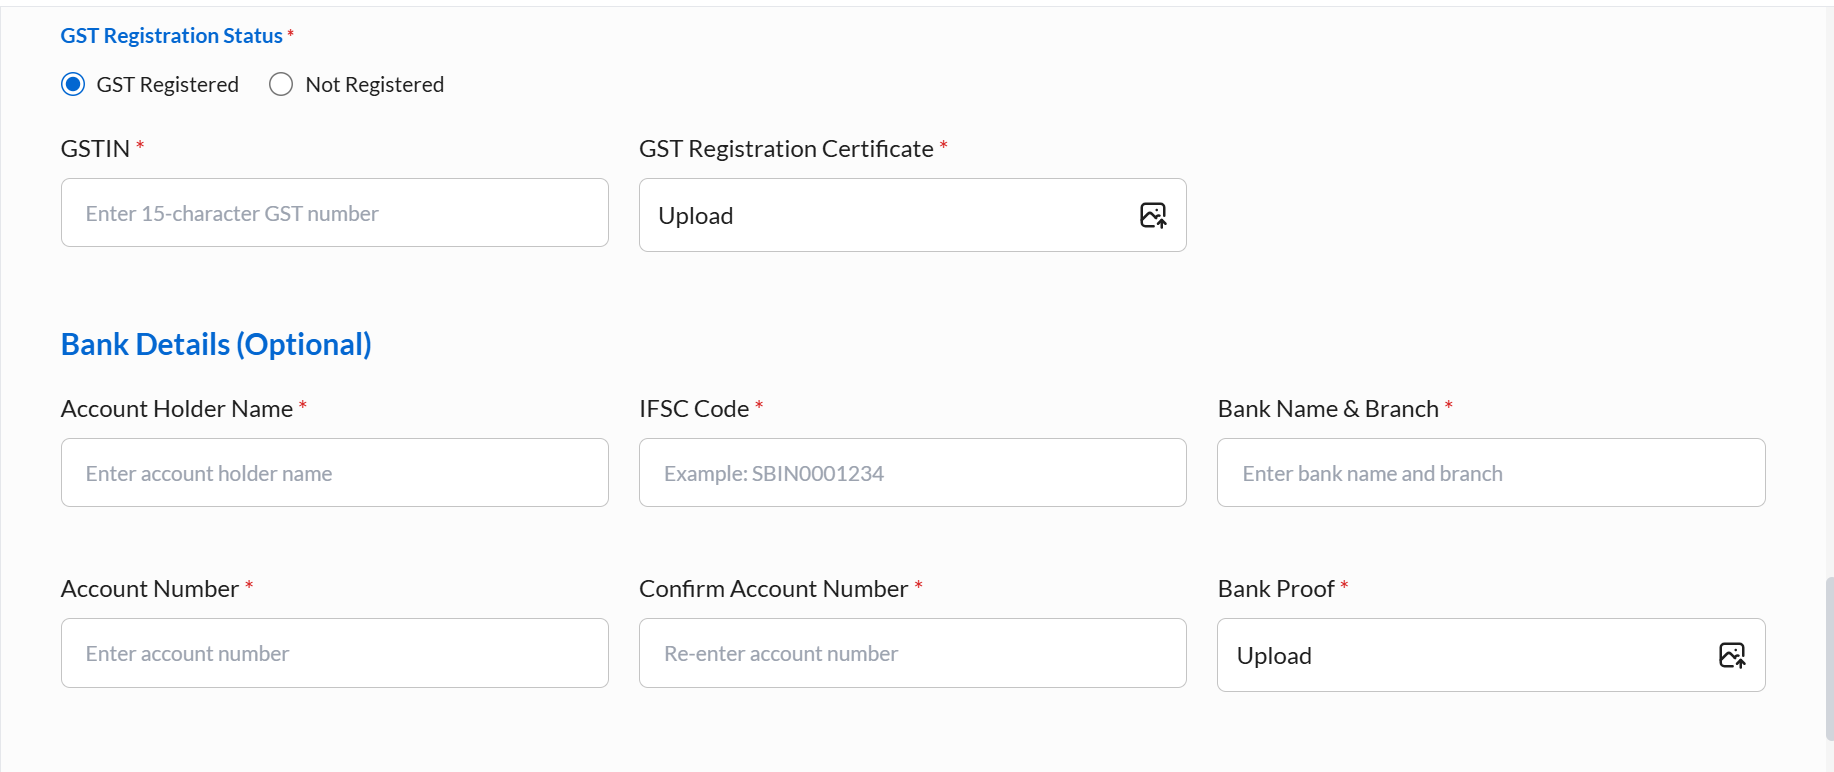 GST Registration Status *
GST Registered Not Registered
GSTIN * GST Registration Certificate *
Enter 15-character GST number Upload
Bank Details (Optional)
Account Holder Name * IFSC Code * Bank Name & Branch *
Enter account holder name Example: SBIN0001234 Enter bank name and branch
Account Number * Confirm Account Number * Bank Proof *
Enter account number Re-enter account number Upload